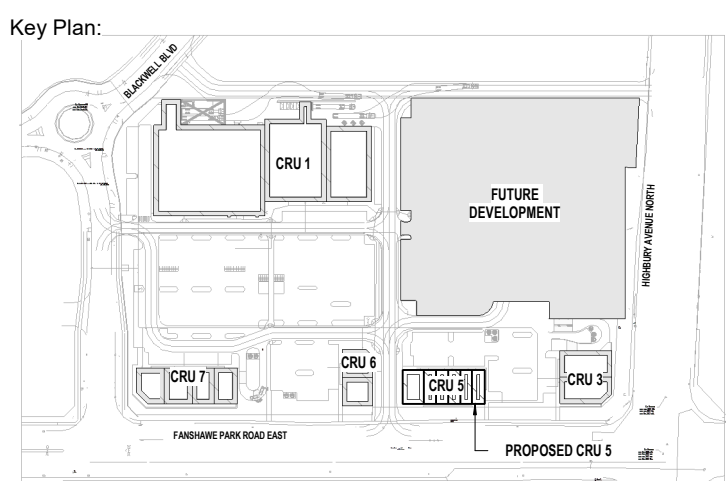 Key Plan:
BLACKWELL BLVD
CRU 1
FUTURE
DEVELOPMENT
HIGHBURY AVENUE NORTH
CRU 6
CRU 7
CRU 5
CRU 3
FANSHAWE PARK ROAD EAST
PROPOSED CRU 5